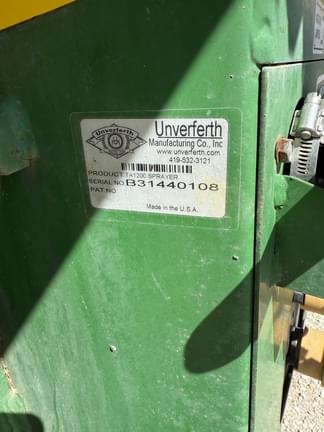 Unverferth
Unverferth
Manufacturing Co., Inc
www.unverferth.com
419-532-3121
PRODUCT TA1200 SPRAYER
SERIAL NO B31440108
PAT NO
Made in the U.S.A.